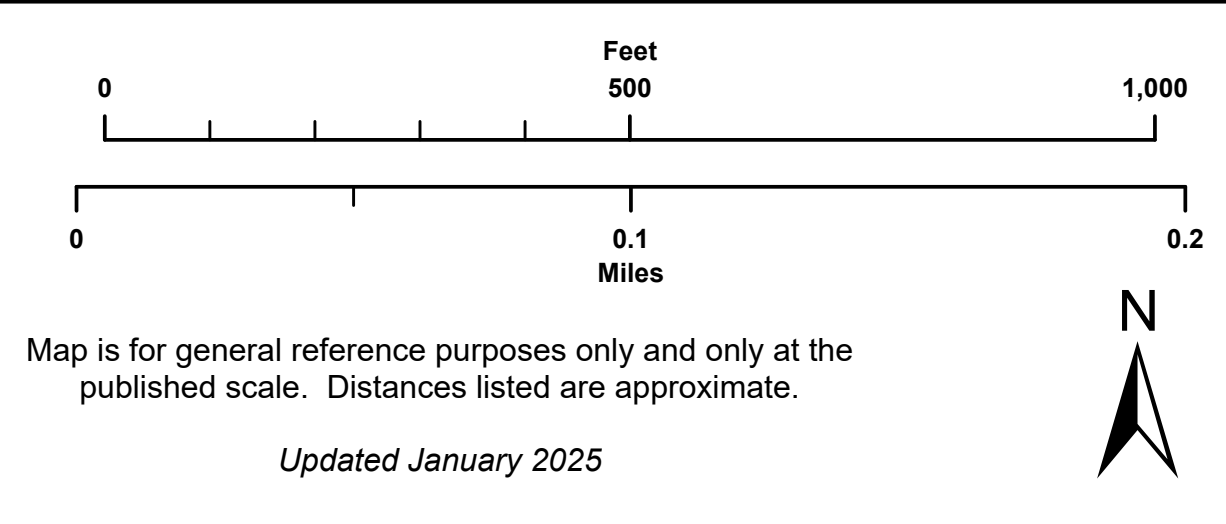 Feet
0 500 1,000
0 0.1 0.2
Miles
N
Map is for general reference purposes only and only at the
published scale.  Distances listed are approximate.
Updated January 2025